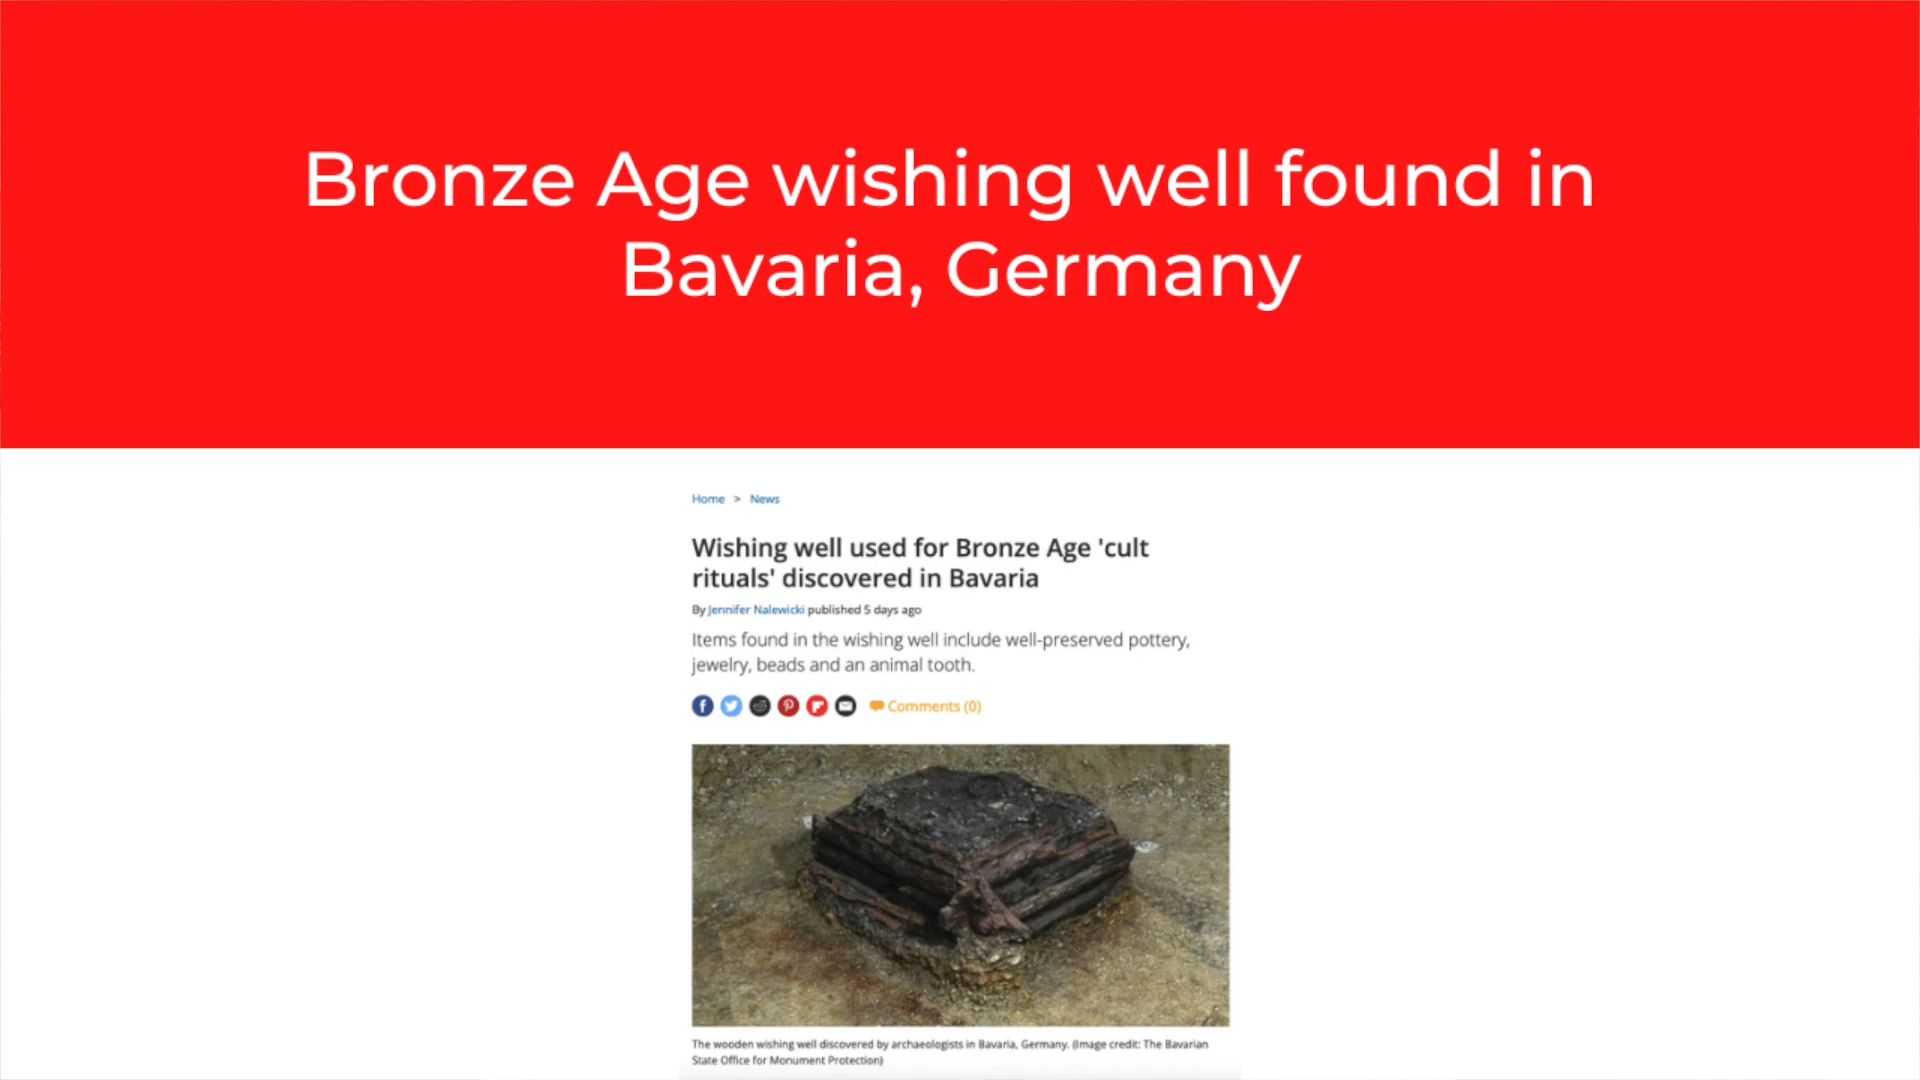 Bronze Age wishing well found in
Bavaria, Germany
Home > News
Wishing well used for Bronze Age 'cult
rituals' discovered in Bavaria
By Jennifer Nalewicki published 5 days ago
Items found in the wishing well include well-preserved pottery,
jewelry, beads and an animal tooth.
Comments (0)
The wooden wishing well discovered by archaeologists in Bavaria, Germany. (Image credit: The Bavarian
State Office for Monument Protection)